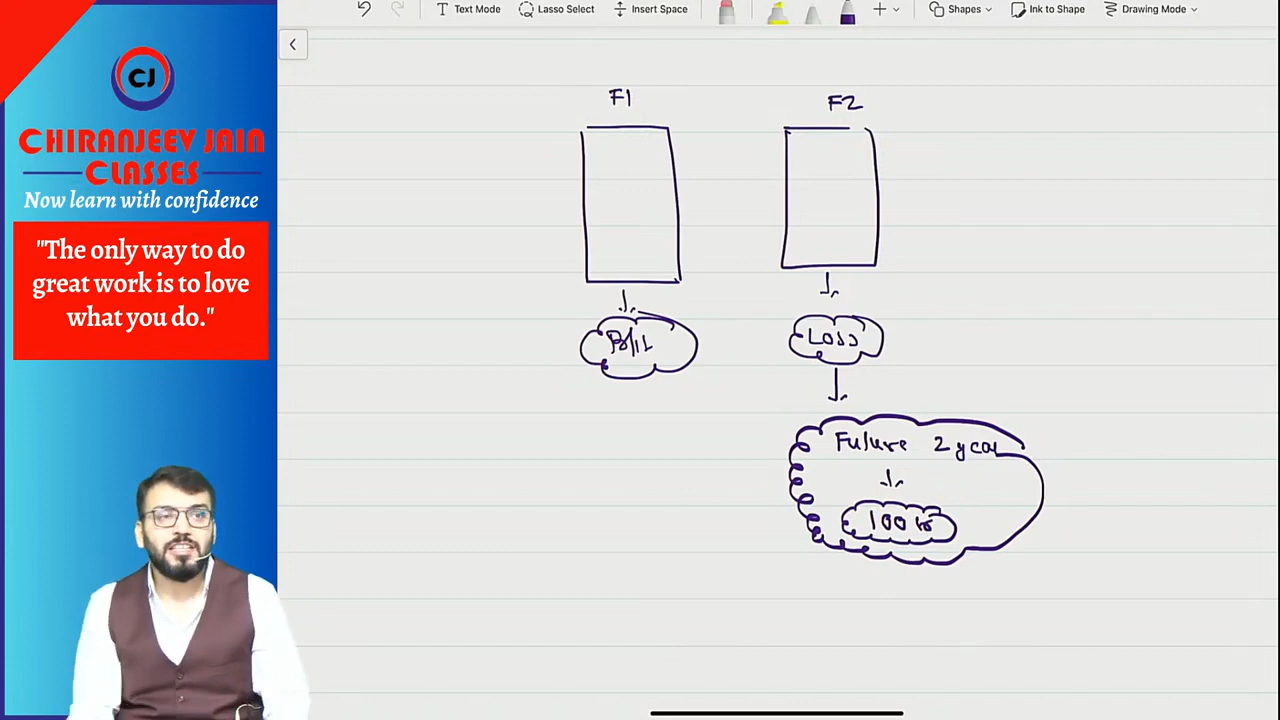 Text Mode
Lasso Select
Insert Space
Shapes
Ink to Shape
Drawing Mode
CJ
CHIRANJEEV JAIN
CLASSES
Now learn with confidence
"The only way to do
great work is to love
what you do."
F1
F2
Loss
Future 2 year